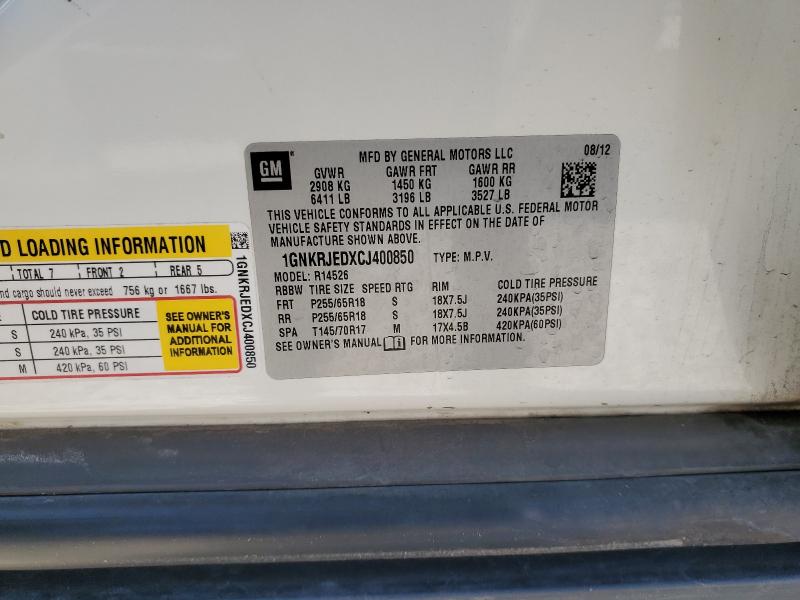 D LOADING INFORMATION
TOTAL 7 FRONT 2 REAR 5
nd cargo should never exceed 756 kg or 1667 lbs.
COLD TIRE PRESSURE
S 240 kPa, 35 PSI
S 240 kPa, 35 PSI
M 420 kPa, 60 PSI
SEE OWNER'S
MANUAL FOR
ADDITIONAL
INFORMATION
1GNKRJEDXCJ400850
GM
MFD BY GENERAL MOTORS LLC 08/12
GVWR GAWR FRT GAWR RR
2908 KG 1450 KG 1600 KG
6411 LB 3196 LB 3527 LB
THIS VEHICLE CONFORMS TO ALL APPLICABLE U.S. FEDERAL MOTOR
VEHICLE SAFETY STANDARDS IN EFFECT ON THE DATE OF
MANUFACTURE SHOWN ABOVE.
1GNKRJEDXCJ400850 TYPE: M.P.V.
MODEL: R14526
RBBW TIRE SIZE SPEED RTG RIM COLD TIRE PRESSURE
FRT P255/65R18 S 18X7.5J 240KPA(35PSI)
RR P255/65R18 S 18X7.5J 240KPA(35PSI)
SPA T145/70R17 M 17X4.5B 420KPA(60PSI)
SEE OWNER'S MANUAL FOR MORE INFORMATION.